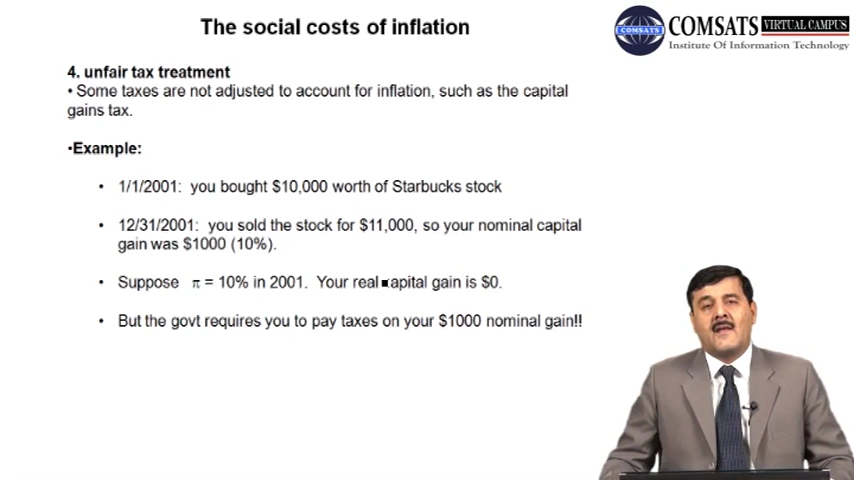 The social costs of inflation
COMSATS
COMSATS
VIRTUAL CAMPUS
Institute Of Information Technology
4. unfair tax treatment
• Some taxes are not adjusted to account for inflation, such as the capital
gains tax.
•Example:
• 1/1/2001: you bought $10,000 worth of Starbucks stock
• 12/31/2001: you sold the stock for $11,000, so your nominal capital
gain was $1000 (10%).
• Suppose π = 10% in 2001. Your real apital gain is $0.
• But the govt requires you to pay taxes on your $1000 nominal gain!!